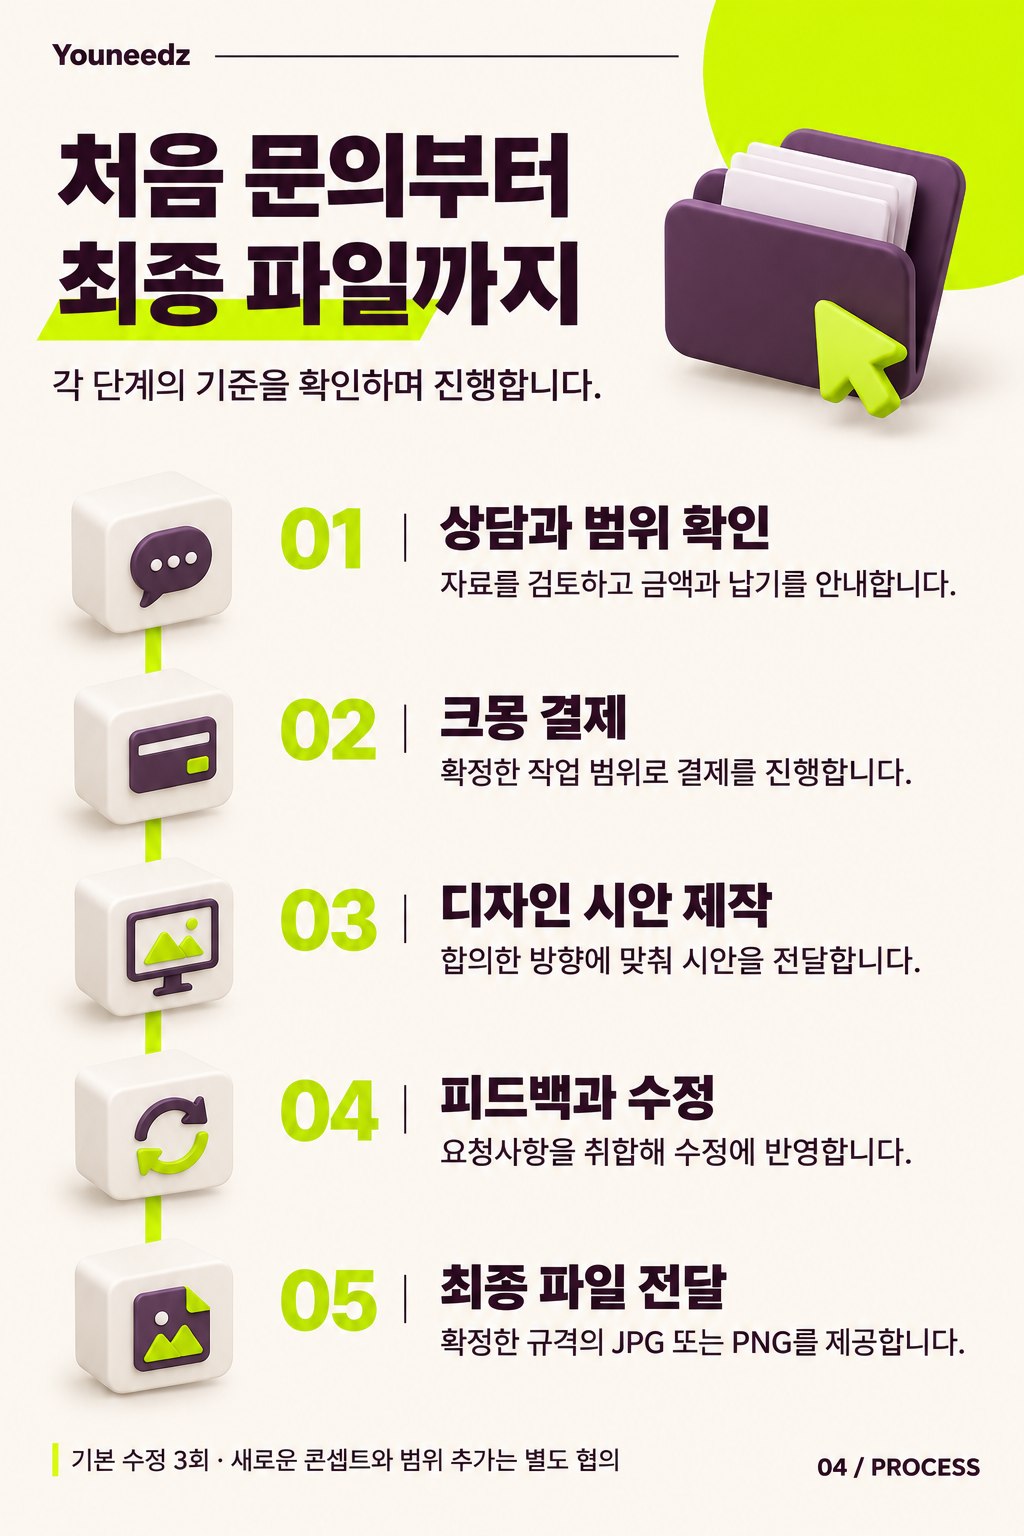 Youneedz
처음 문의부터
최종 파일까지
각 단계의 기준을 확인하며 진행합니다.
01
상담과 범위 확인
자료를 검토하고 금액과 납기를 안내합니다.
02
크몽 결제
확정한 작업 범위로 결제를 진행합니다.
03
디자인 시안 제작
합의한 방향에 맞춰 시안을 전달합니다.
04
피드백과 수정
요청사항을 취합해 수정에 반영합니다.
05
최종 파일 전달
확정한 규격의 JPG 또는 PNG를 제공합니다.
기본 수정 3회 · 새로운 콘셉트와 범위 추가는 별도 협의
04 / PROCESS